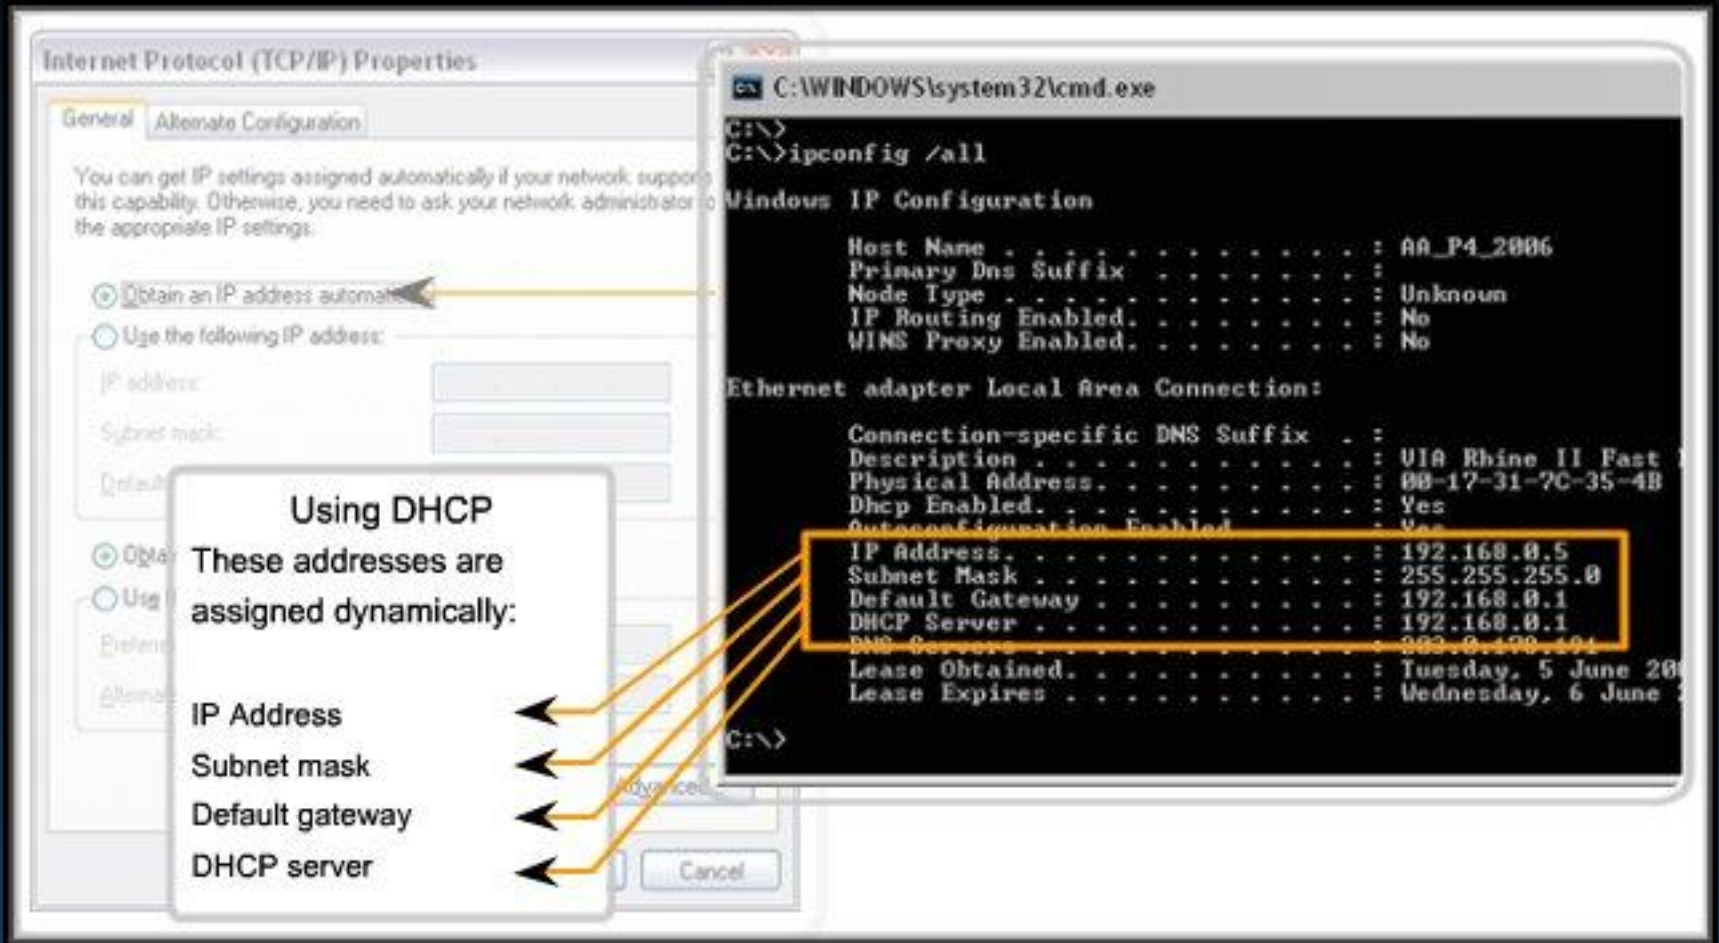 Internet Protocol (TCP/IP) Properties
General
Alternate Configuration
You can get IP settings assigned automatically if your network supports
this capability. Otherwise, you need to ask your network administrator
the appropriate IP settings.
Obtain an IP address
Use the following IP address:
IP address:
Subnet mask:
Using DHCP
These addresses are
assigned dynamically:
IP Address
Subnet mask
Default gateway
DHCP server
Cancel
C:\WINDOWS\system32\cmd.exe
C:\>
C:\>ipconfig /all
Windows IP Configuration
Host Name . . . . . . . . . . . . : AA_P4_2006
Primary Dns Suffix . . . . . . . :
Node Type . . . . . . . . . . . . : Unknown
IP Routing Enabled. . . . . . . . : No
WINS Proxy Enabled. . . . . . . . : No
Ethernet adapter Local Area Connection:
Connection-specific DNS Suffix . :
Description . . . . . . . . . . . : VIA Rhine II Fast
Physical Address. . . . . . . . . : 00-17-31-7C-35-4B
Dhcp Enabled. . . . . . . . . . . : Yes
Autoconfiguration Enabled . . . . : Yes
IP Address. . . . . . . . . . . . : 192.168.0.5
Subnet Mask . . . . . . . . . . . : 255.255.255.0
Default Gateway . . . . . . . . . : 192.168.0.1
DHCP Server . . . . . . . . . . . : 192.168.0.1
DNS Servers . . . . . . . . . . . :
Lease Obtained. . . . . . . . . . : Tuesday, 5 June
Lease Expires . . . . . . . . . . : Wednesday, 6 June
C:\>